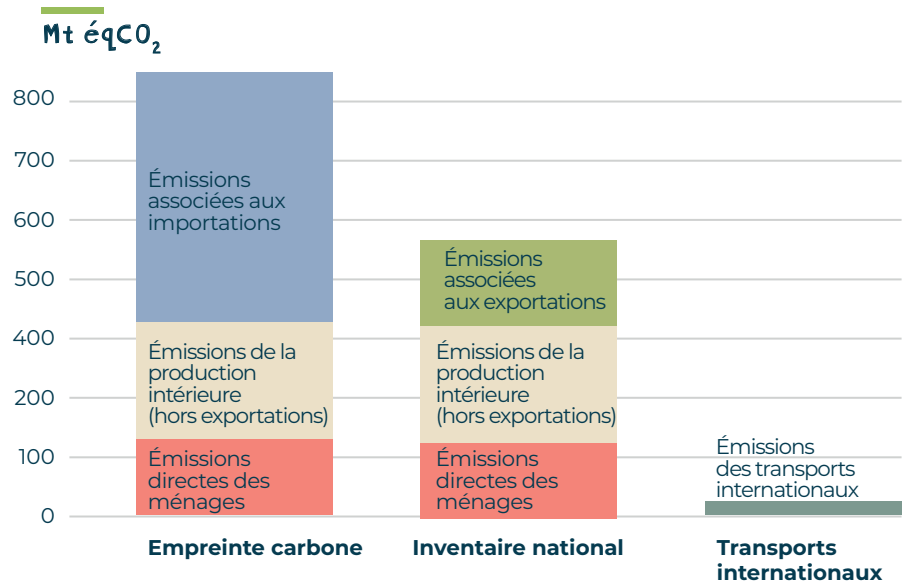 Mt éqCO₂
800
700
600
500
400
200
100
0
Émissions
associées aux
importations
Émissions de la
production
intérieure
(hors exportations)
Émissions
directes des
ménages
Émissions
associées
aux exportations
Émissions de la
production
intérieure
(hors exportations)
Émissions
directes des
ménages
Émissions
des transports
internationaux
Empreinte carbone
Inventaire national
Transports
internationaux